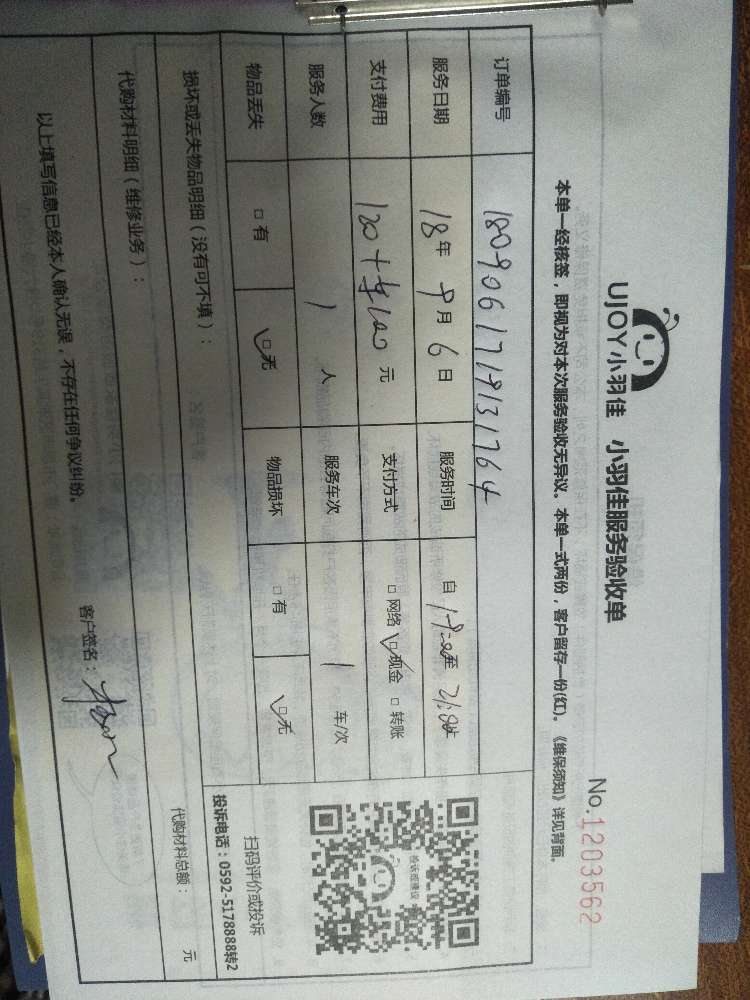 UJOY小羽佳 小羽佳服务验收单
No.1203562
本单一经核签，即视为对本次服务验收无异议。本单一式两份，客户留存一份(红)。《维保须知》详见背面。
订单编号 1809061719131764
服务日期 18年 9月 6日 服务时间 自 至
支付费用 120+ 100 元 支付方式 □网络 ☑现金 □转账
服务人数 1 人 服务车次 1 车/次
物品丢失 □有 ☑无 物品损坏 □有 ☑无
投诉或建议
扫码评价或投诉
投诉电话：0592-5178888转2
损坏或丢失物品明细（没有可不填）：
代购材料明细（维修业务）：
代购材料总额： 元
以上填写信息已经本人确认无误，不存在任何争议纠纷。
客户签名：